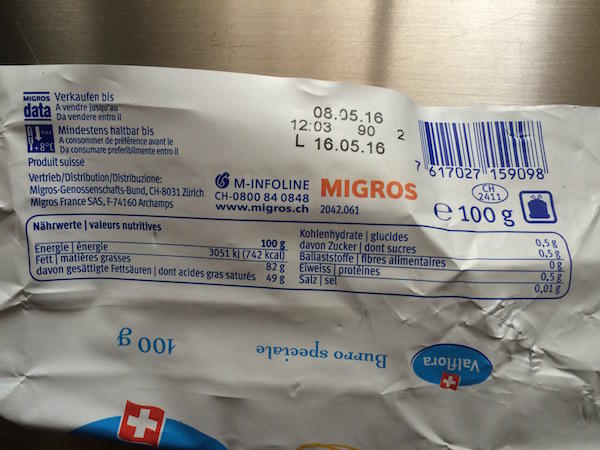 MIGROS
data
Verkaufen bis
A vendre jusqu'au
Da vendere entro il
Mindestens haltbar bis
A consommer de préférence avant le
Da consumare preferibilmente entro il
max
+8°C
Produit suisse
Vertrieb/Distribution/Distribuzione:
Migros-Genossenschafts-Bund, CH-8031 Zürich
Migros France SAS, F-74160 Archamps
08.05.16
12:03 90 2
L 16.05.16
M-INFOLINE
CH-0800 84 0848
www.migros.ch
MIGROS
2042.061
7 617027 159098
CH
2411
e 100 g
Nährwerte | valeurs nutritives
100 g
Energie | énergie 3051 kJ (742 kcal)
Fett | matières grasses 82 g
davon gesättigte Fettsäuren | dont acides gras saturés 49 g
Kohlenhydrate | glucides 0,5 g
davon Zucker | dont sucres 0,5 g
Ballaststoffe | fibres alimentaires 0 g
Eiweiss | protéines 0,5 g
Salz | sel 0,01 g
Valflora
Burro speciale
100 g